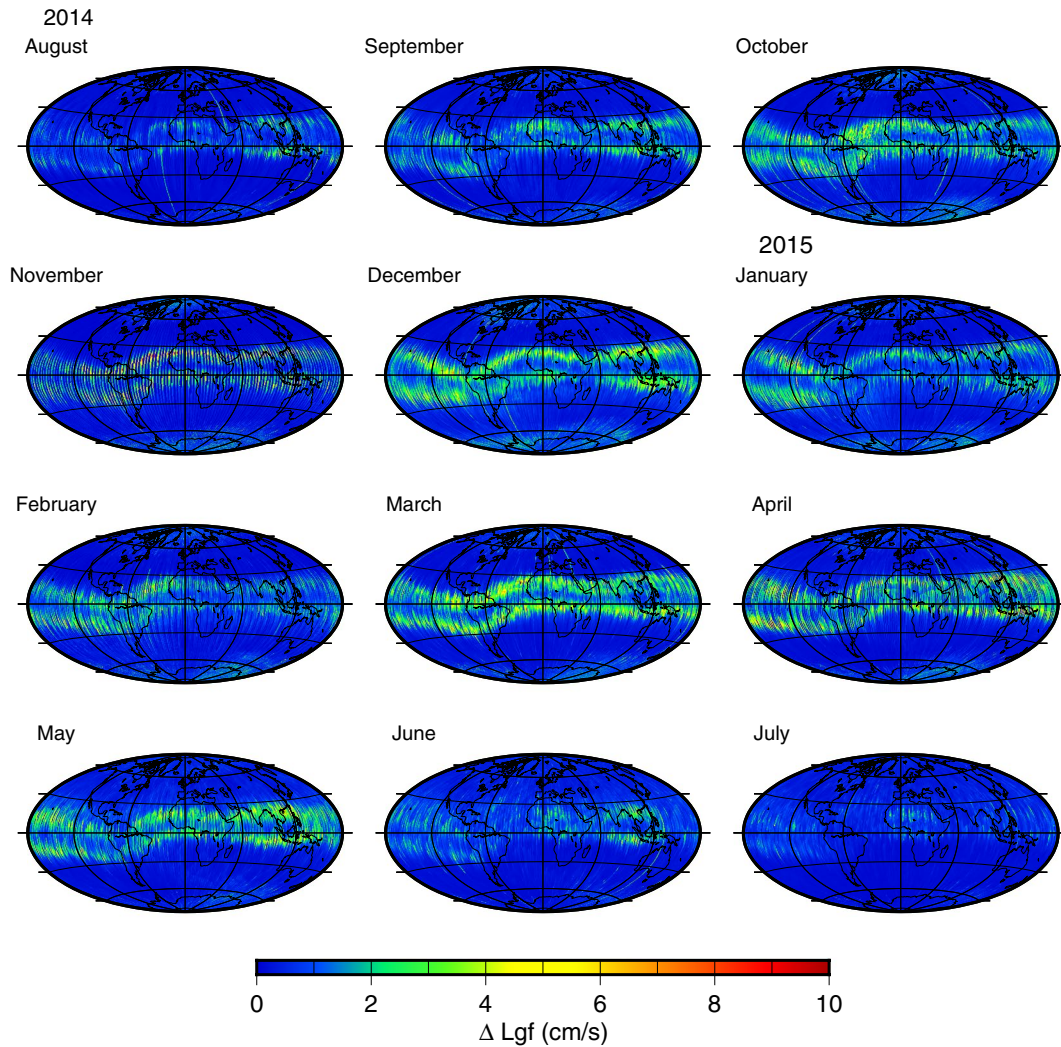 2014
August
September
October
2015
November
December
January
February
March
April
May
June
July
0 2 4 6 8 10
Δ Lgf (cm/s)